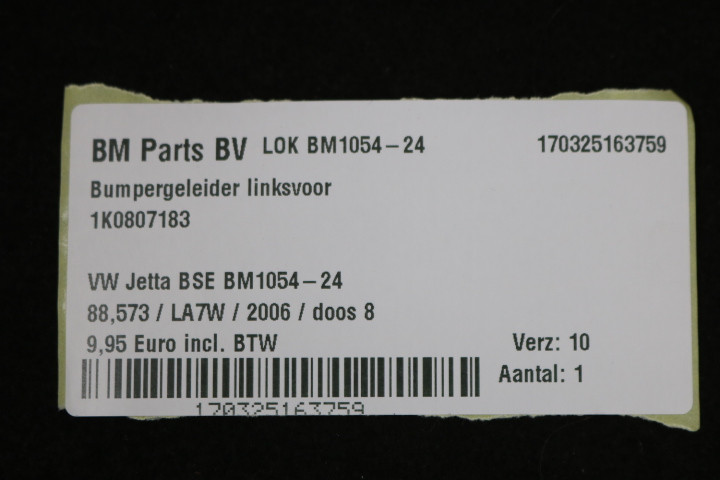 BM Parts BV LOK BM1054-24 170325163759
Bumpergeleider linksvoor
1K0807183
VW Jetta BSE BM1054-24
88,573 / LA7W / 2006 / doos 8
9,95 Euro incl. BTW Verz: 10
Aantal: 1
170325163759